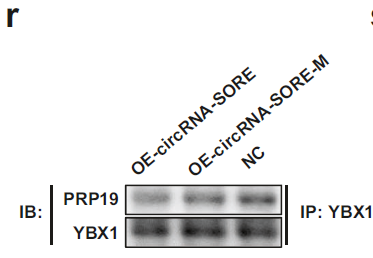 r
s
OE-circRNA-SORE
OE-circRNA-SORE-M
NC
PRP19
IB:
IP: YBX1
YBX1